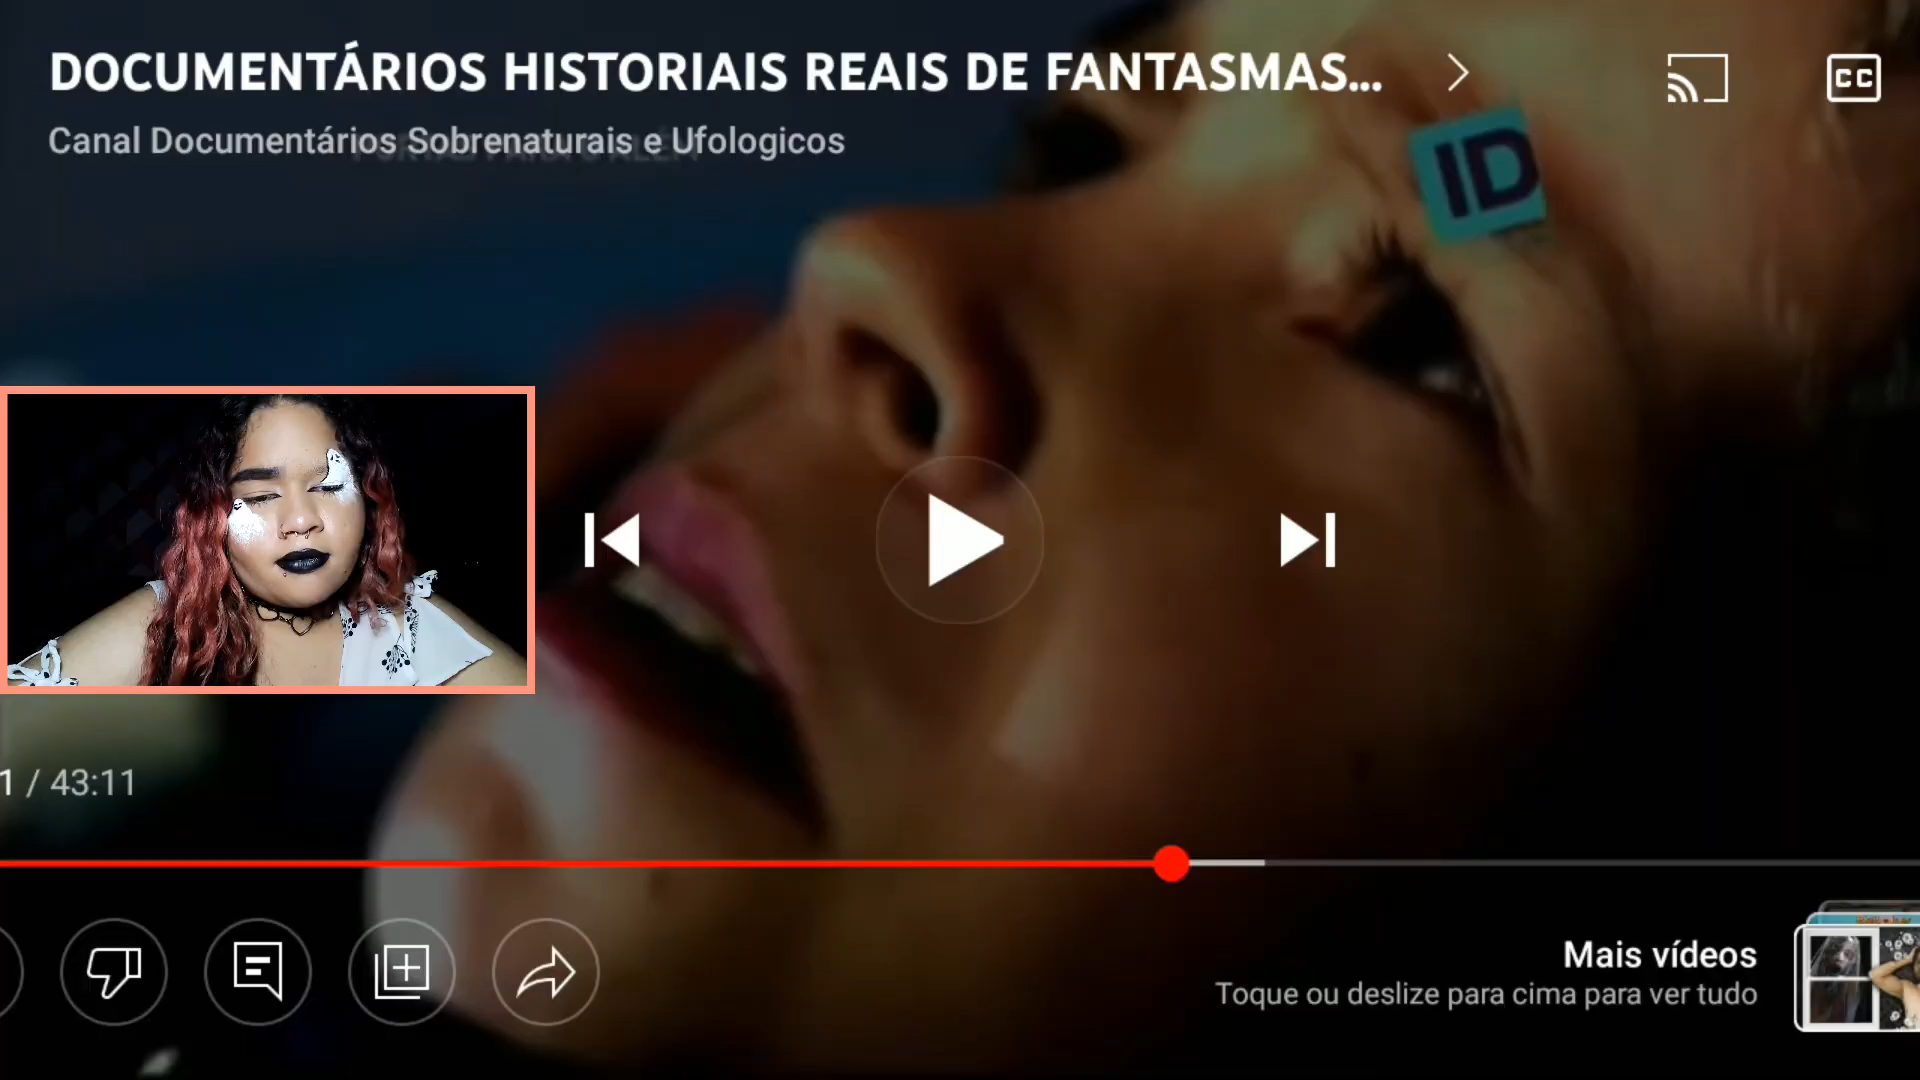 DOCUMENTÁRIOS HISTORIAIS REAIS DE FANTASMAS...
Canal Documentários Sobrenaturais e Ufologicos
CC
ID
1 / 43:11
Mais vídeos
Toque ou deslize para cima para ver tudo